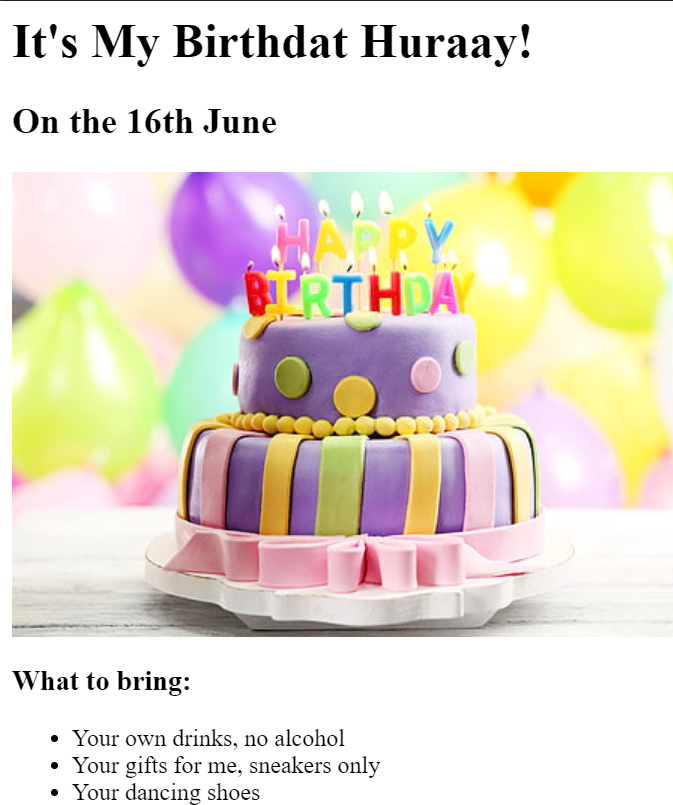 It's My Birthdat Huraay!
On the 16th June
HAPPY
BIRTHDAY
What to bring:
Your own drinks, no alcohol
Your gifts for me, sneakers only
Your dancing shoes